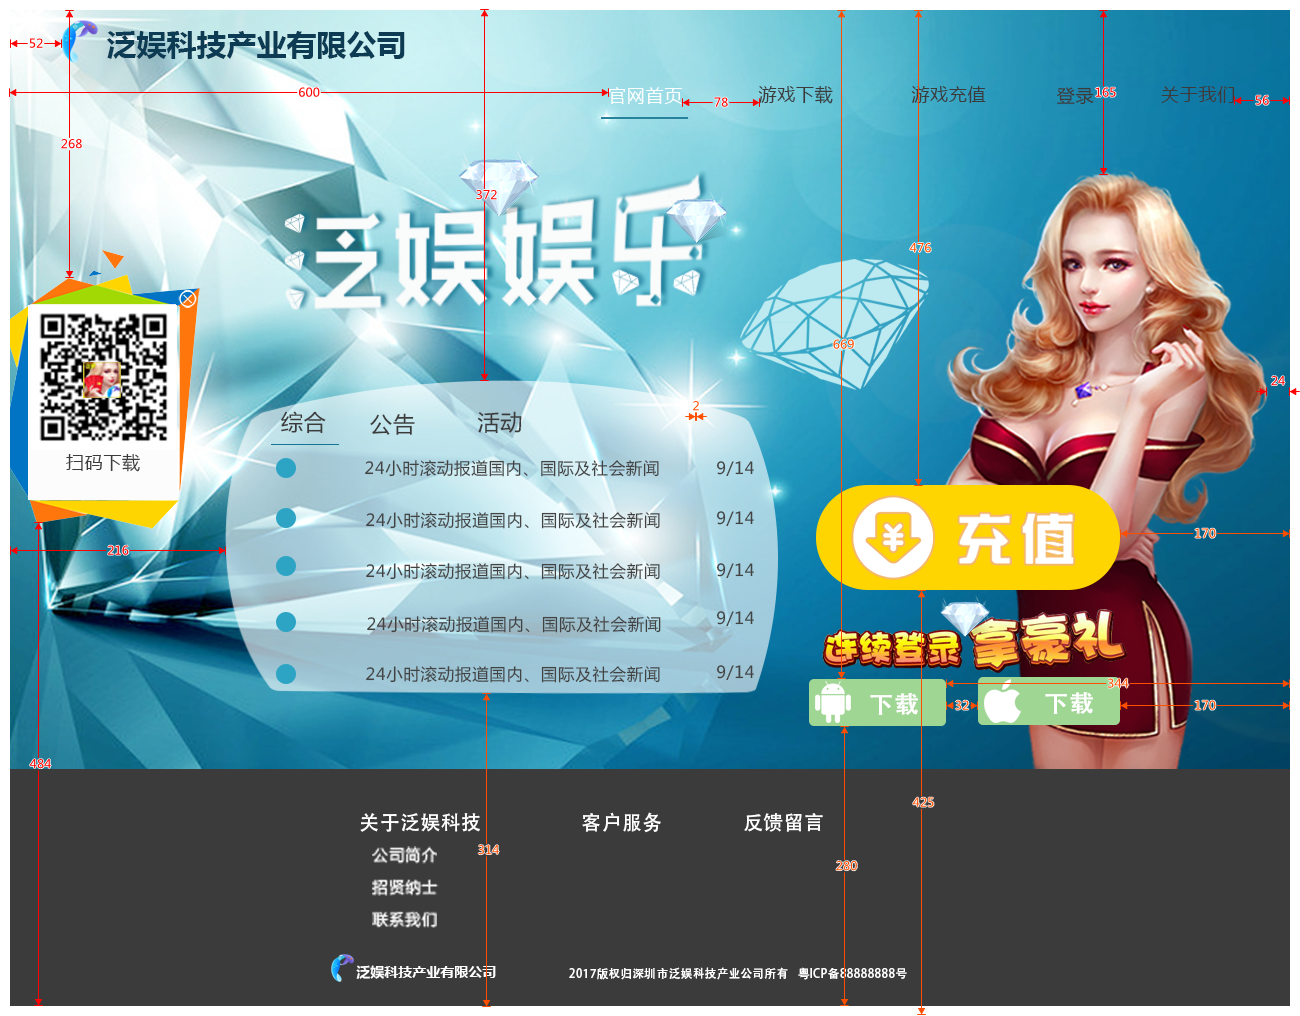 泛娱科技产业有限公司
52
600
官网首页
78
游戏下载
游戏充值
登录
165
关于我们
56
268
372
泛娱娱乐
476
669
24
2
扫码下载
综合
公告
活动
24小时滚动报道国内、国际及社会新闻 9/14
24小时滚动报道国内、国际及社会新闻 9/14
24小时滚动报道国内、国际及社会新闻 9/14
24小时滚动报道国内、国际及社会新闻 9/14
24小时滚动报道国内、国际及社会新闻 9/14
216
¥
充值
170
连续登录 拿豪礼
344
下载
32
下载
170
484
425
关于泛娱科技
客户服务
反馈留言
314
280
公司简介
招贤纳士
联系我们
泛娱科技产业有限公司
2017版权归深圳市泛娱科技产业公司所有 粤ICP备88888888号